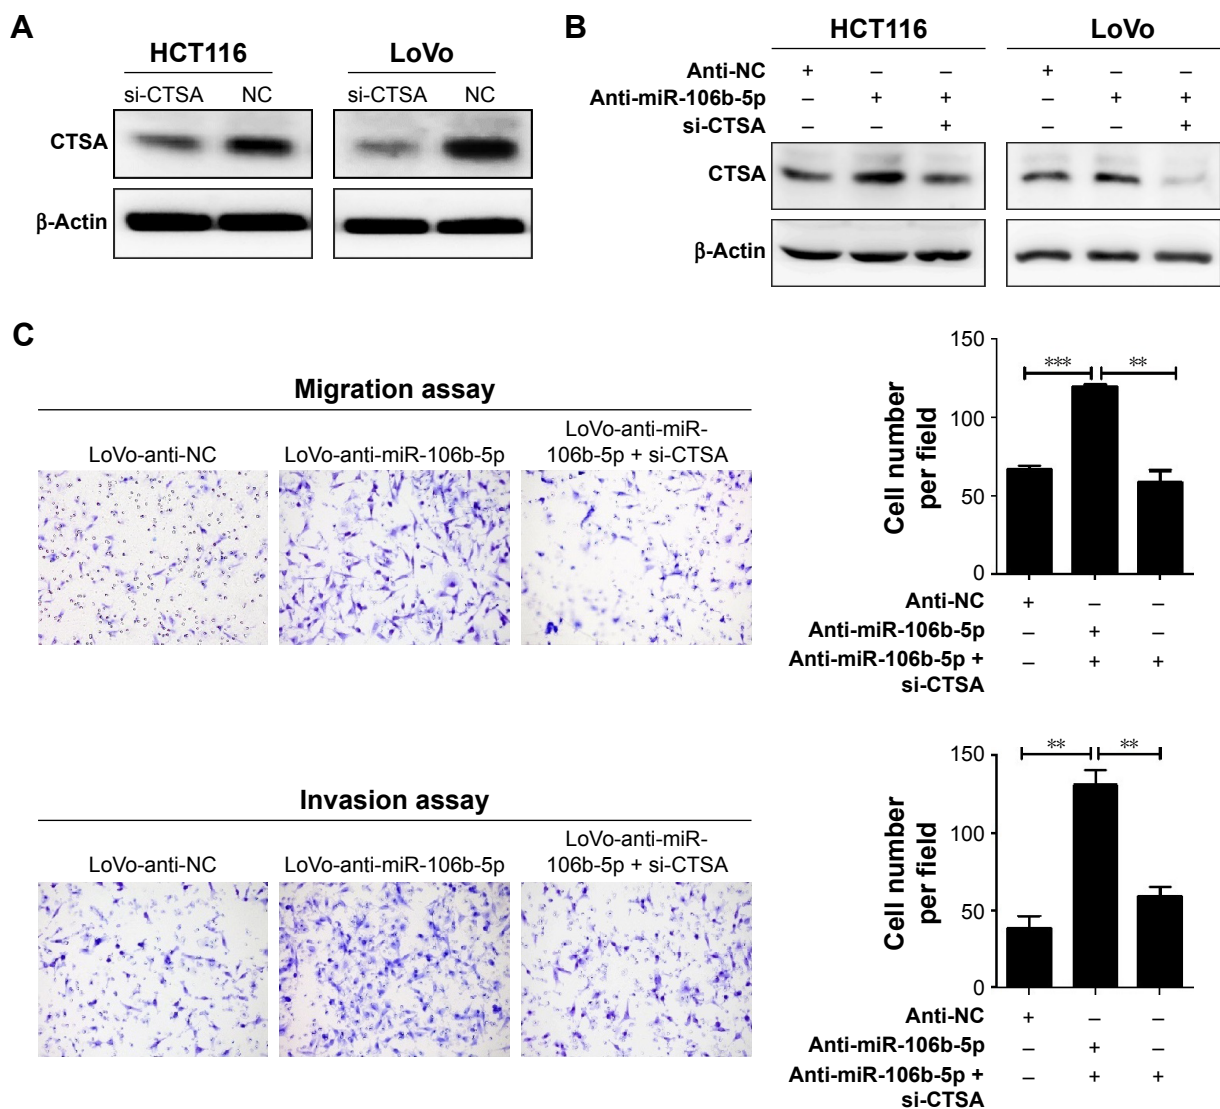 A
HCT116 LoVo
si-CTSA NC si-CTSA NC
CTSA
β-Actin
B
HCT116 LoVo
Anti-NC + – – + – –
Anti-miR-106b-5p – + + – + +
si-CTSA – – + – – +
CTSA
β-Actin
C
Migration assay
LoVo-anti-NC LoVo-anti-miR-106b-5p LoVo-anti-miR-
106b-5p + si-CTSA
Cell number
per field
150
100
50
0
*** **
Anti-NC + – –
Anti-miR-106b-5p – + –
Anti-miR-106b-5p + – + +
si-CTSA
Invasion assay
LoVo-anti-NC LoVo-anti-miR-106b-5p LoVo-anti-miR-
106b-5p + si-CTSA
Cell number
per field
150
100
50
0
** **
Anti-NC + – –
Anti-miR-106b-5p – + –
Anti-miR-106b-5p + – + +
si-CTSA